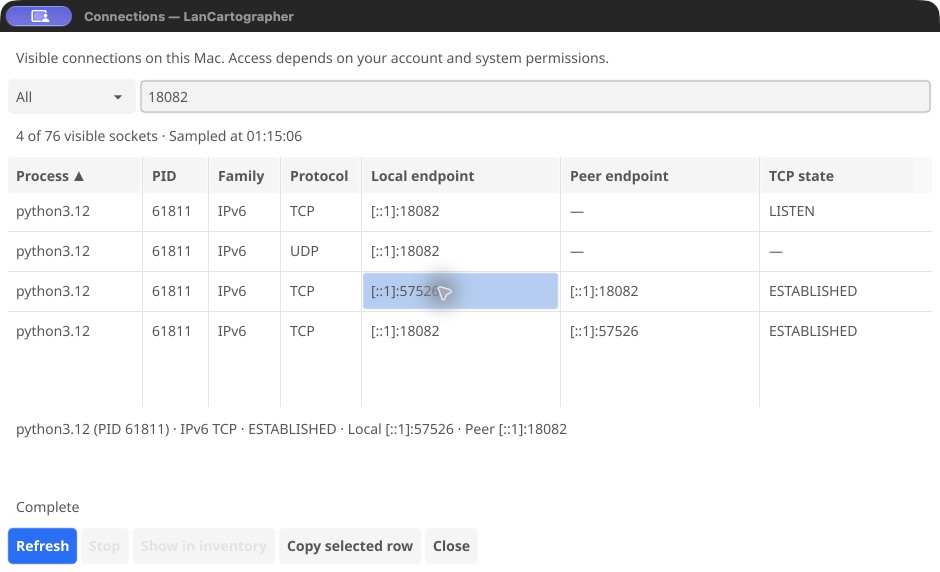 Connections — LanCartographer
Visible connections on this Mac. Access depends on your account and system permissions.
All 18082
4 of 76 visible sockets · Sampled at 01:15:06
Process ▲ PID Family Protocol Local endpoint Peer endpoint TCP state
python3.12 61811 IPv6 TCP [::1]:18082 — LISTEN
python3.12 61811 IPv6 UDP [::1]:18082 — —
python3.12 61811 IPv6 TCP [::1]:57526 [::1]:18082 ESTABLISHED
python3.12 61811 IPv6 TCP [::1]:18082 [::1]:57526 ESTABLISHED
python3.12 (PID 61811) · IPv6 TCP · ESTABLISHED · Local [::1]:57526 · Peer [::1]:18082
Complete
Refresh Stop Show in inventory Copy selected row Close